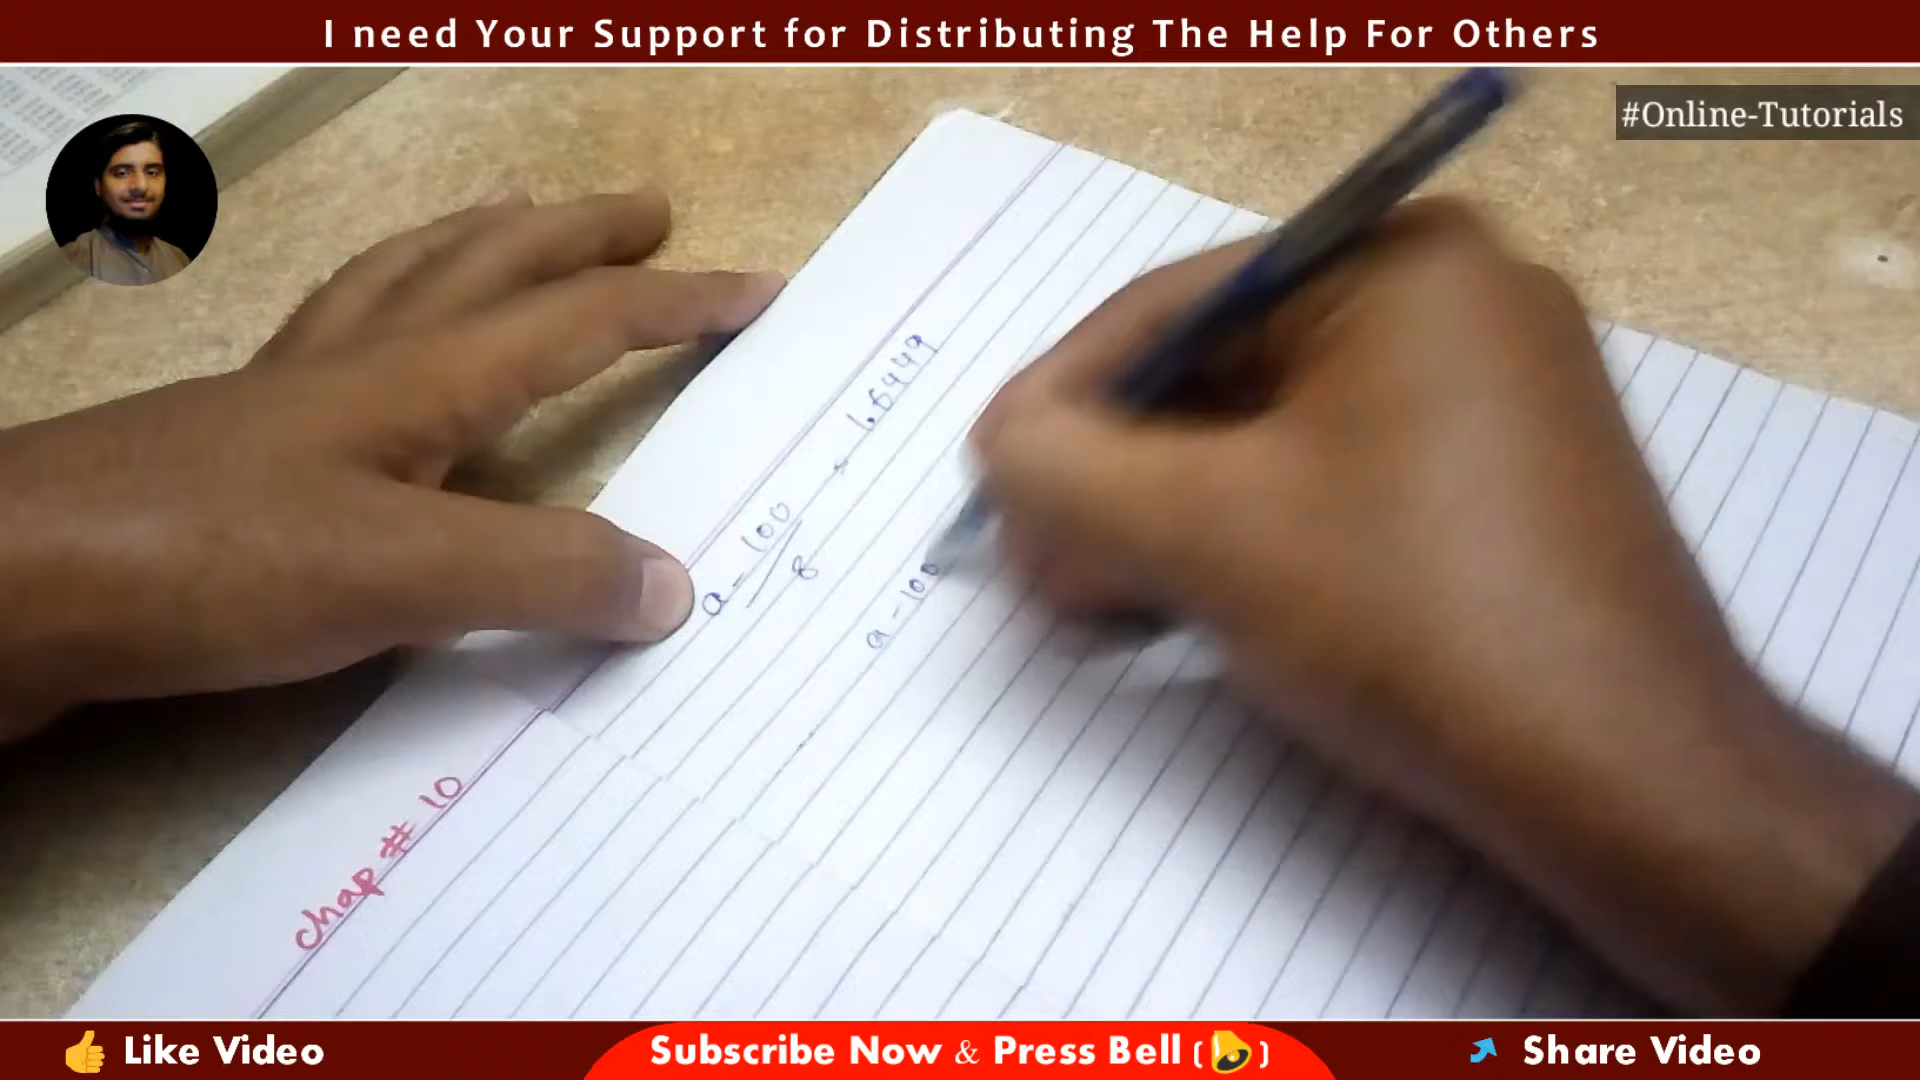 I need Your Support for Distributing The Help For Others
#Online-Tutorials
a - 100 / 8 = 1.6449
a - 100
chap # 10
Like Video
Subscribe Now & Press Bell ( )
Share Video